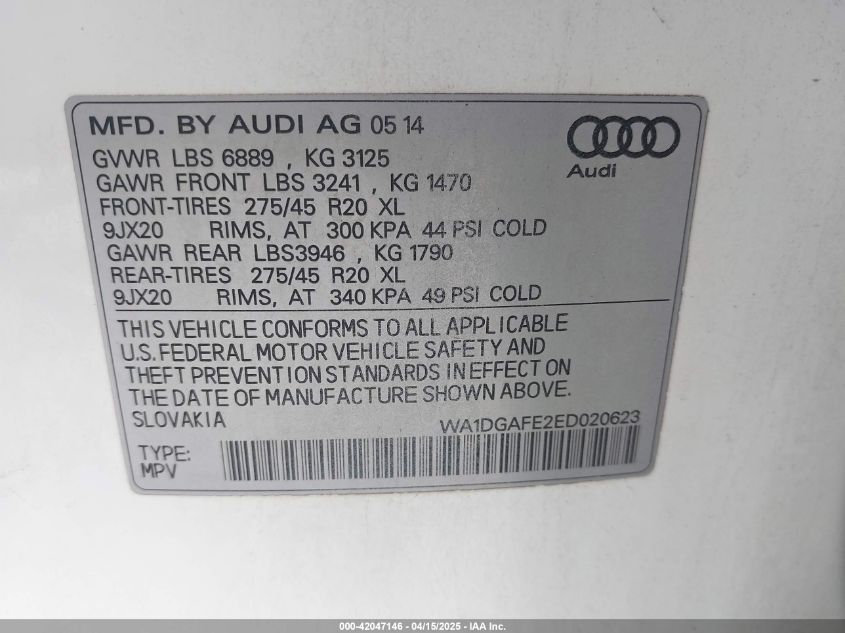 MFD. BY AUDI AG 05 14
Audi
GVWR LBS 6889 , KG 3125
GAWR FRONT LBS 3241 , KG 1470
FRONT-TIRES 275/45 R20 XL
9JX20 RIMS, AT 300 KPA 44 PSI COLD
GAWR REAR LBS3946 , KG 1790
REAR-TIRES 275/45 R20 XL
9JX20 RIMS, AT 340 KPA 49 PSI COLD
THIS VEHICLE CONFORMS TO ALL APPLICABLE
U.S. FEDERAL MOTOR VEHICLE SAFETY AND
THEFT PREVENTION STANDARDS IN EFFECT ON
THE DATE OF MANUFACTURE SHOWN ABOVE.
SLOVAKIA
WA1DGAFE2ED020623
TYPE:
MPV
000-42047146 - 04/15/2025 - IAA Inc.